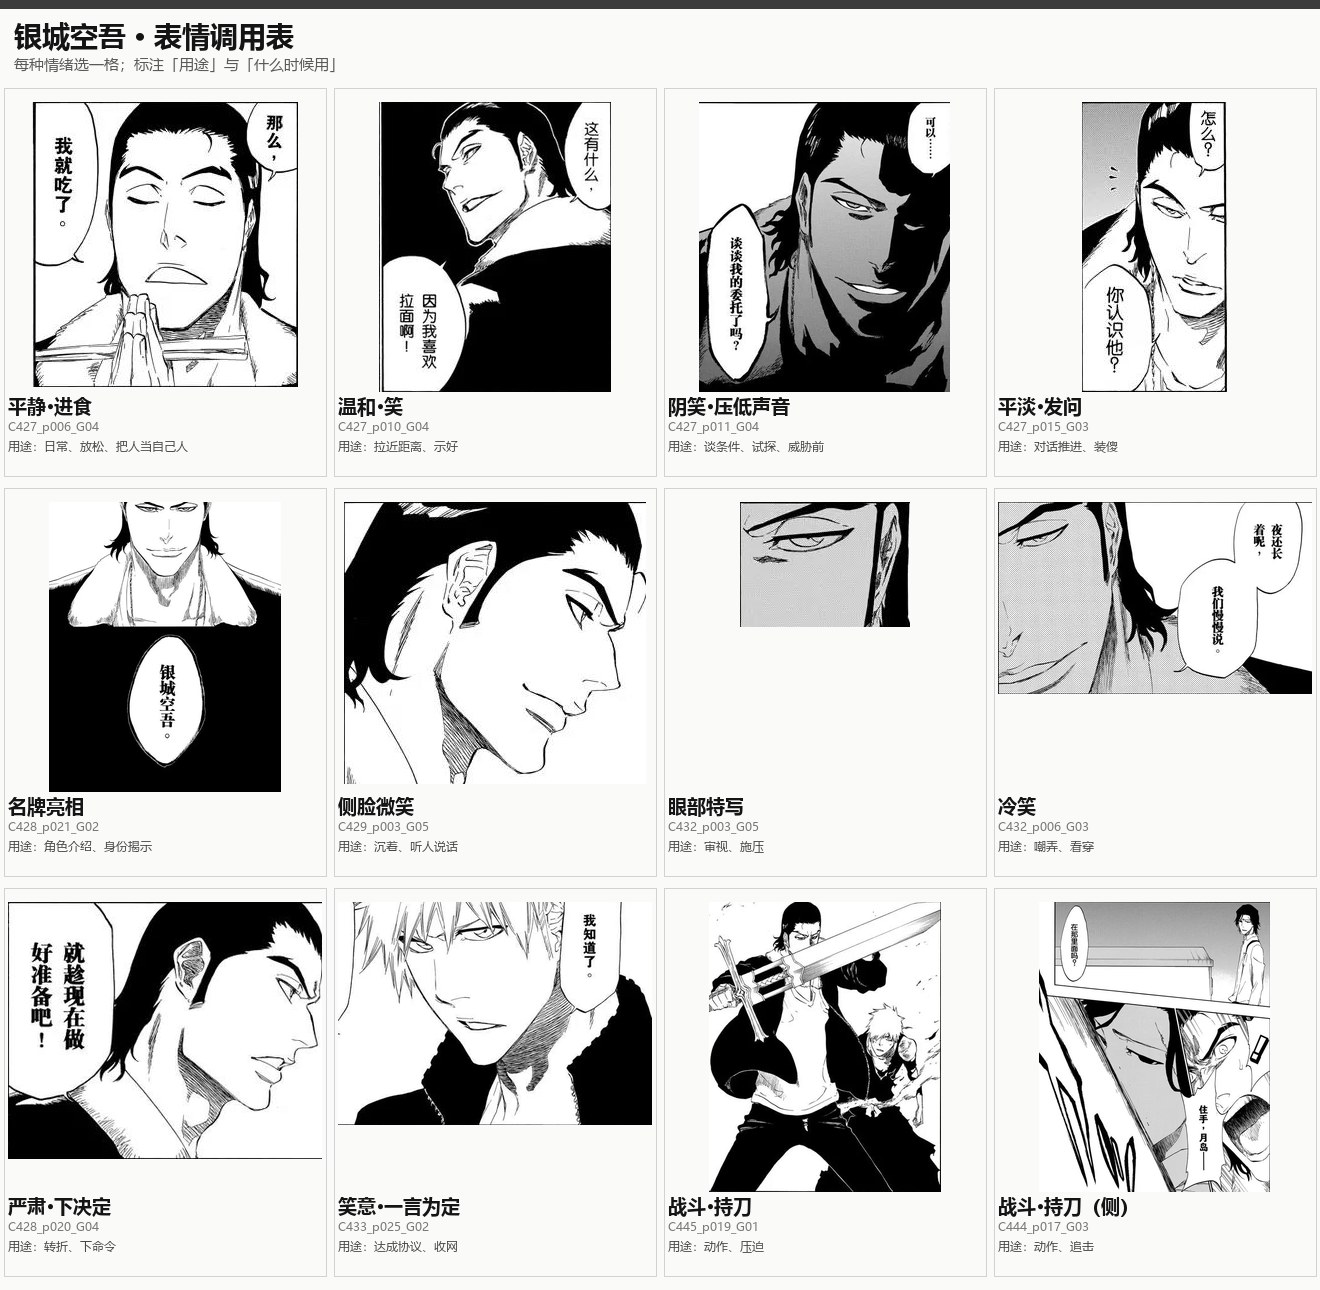 银城空吾・表情调用表
每种情绪选一格；标注「用途」与「什么时候用」
那么，
我就吃了。
平静•进食
C427_p006_G04
用途：日常、放松、把人当自己人
这有什么，
因为我喜欢
拉面啊！
温和•笑
C427_p010_G04
用途：拉近距离、示好
可以……
谈谈我的委托了吗？
阴笑•压低声音
C427_p011_G04
用途：谈条件、试探、威胁前
怎么？
你认识他？
平淡•发问
C427_p015_G03
用途：对话推进、装傻
银城空吾。
名牌亮相
C428_p021_G02
用途：角色介绍、身份揭示
侧脸微笑
C429_p003_G05
用途：沉着、听人说话
眼部特写
C432_p003_G05
用途：审视、施压
夜还长
着呢，
我们慢慢说。
冷笑
C432_p006_G03
用途：嘲弄、看穿
就趁现在做
好准备吧！
严肃•下决定
C428_p020_G04
用途：转折、下命令
我知道了。
笑意•一言为定
C433_p025_G02
用途：达成协议、收网
战斗•持刀
C445_p019_G01
用途：动作、压迫
在那里面吗？
！
住手，月岛——
战斗•持刀（侧）
C444_p017_G03
用途：动作、追击